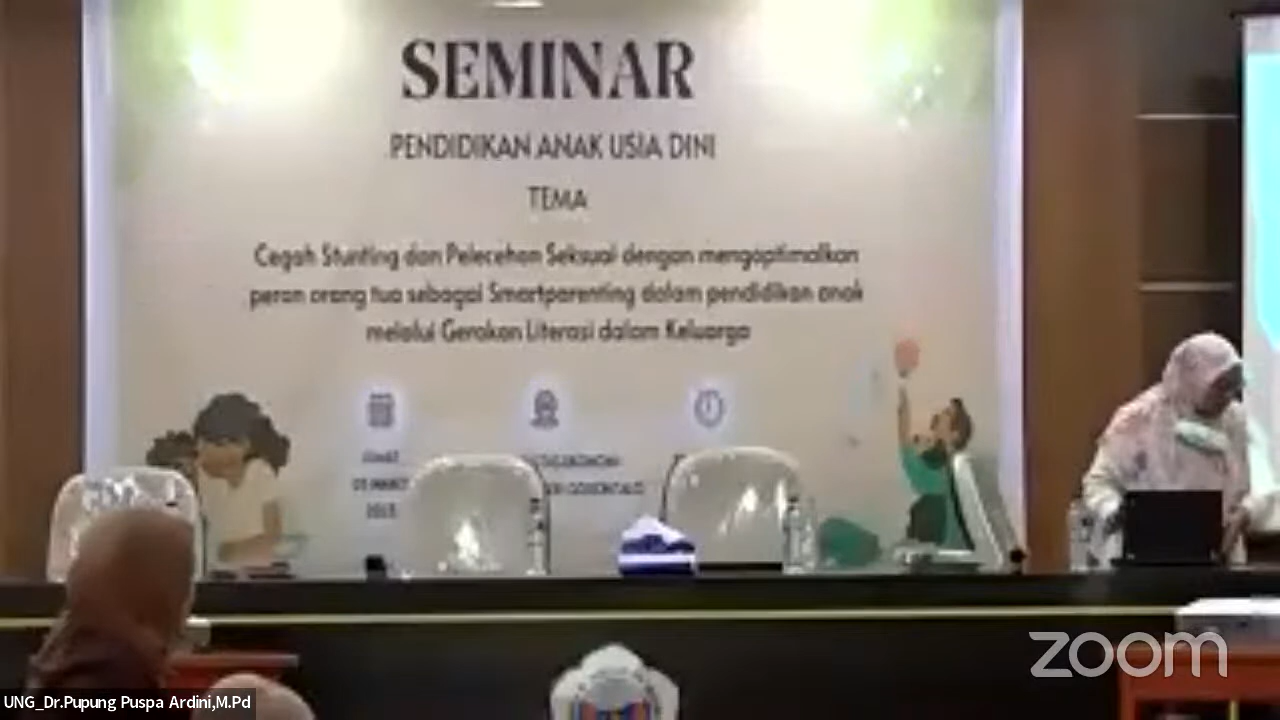 SEMINAR
PENDIDIKAN ANAK USIA DINI
TEMA
Cegah Stunting dan Pelecehan Seksual dengan mengoptimalkan
peran orang tua sebagai Smartparenting dalam pendidikan anak
melalui Gerakan Literasi dalam Keluarga
GORONTALO
zoom
UNG_Dr.Pupung Puspa Ardini,M.Pd